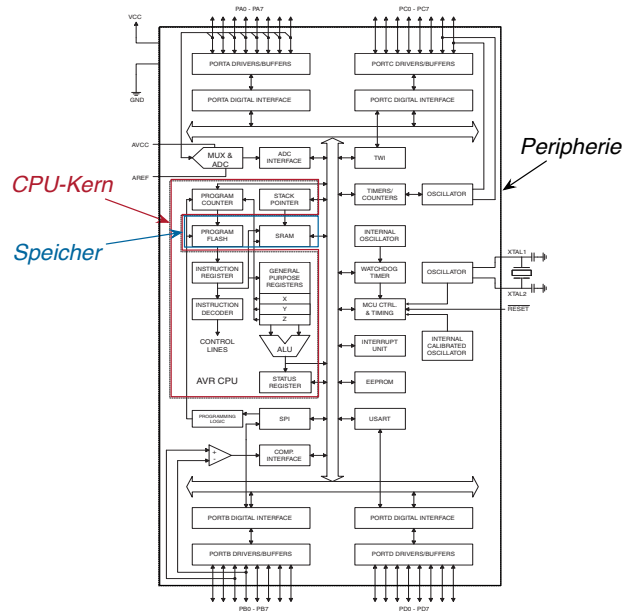 PA0 - PA7
PC0 - PC7
VCC
PORTA DRIVERS/BUFFERS
PORTC DRIVERS/BUFFERS
GND
PORTA DIGITAL INTERFACE
PORTC DIGITAL INTERFACE
AVCC
MUX &
ADC
ADC
INTERFACE
TWI
Peripherie
AREF
CPU-Kern
PROGRAM
COUNTER
STACK
POINTER
TIMERS/
COUNTERS
OSCILLATOR
Speicher
PROGRAM
FLASH
SRAM
INTERNAL
OSCILLATOR
XTAL1
INSTRUCTION
REGISTER
GENERAL
PURPOSE
REGISTERS
WATCHDOG
TIMER
OSCILLATOR
XTAL2
X
INSTRUCTION
DECODER
Y
MCU CTRL.
& TIMING
RESET
Z
CONTROL
LINES
ALU
INTERRUPT
UNIT
INTERNAL
CALIBRATED
OSCILLATOR
AVR CPU
STATUS
REGISTER
EEPROM
PROGRAMMING
LOGIC
SPI
USART
+
-
COMP.
INTERFACE
PORTB DIGITAL INTERFACE
PORTD DIGITAL INTERFACE
PORTB DRIVERS/BUFFERS
PORTD DRIVERS/BUFFERS
PB0 - PB7
PD0 - PD7